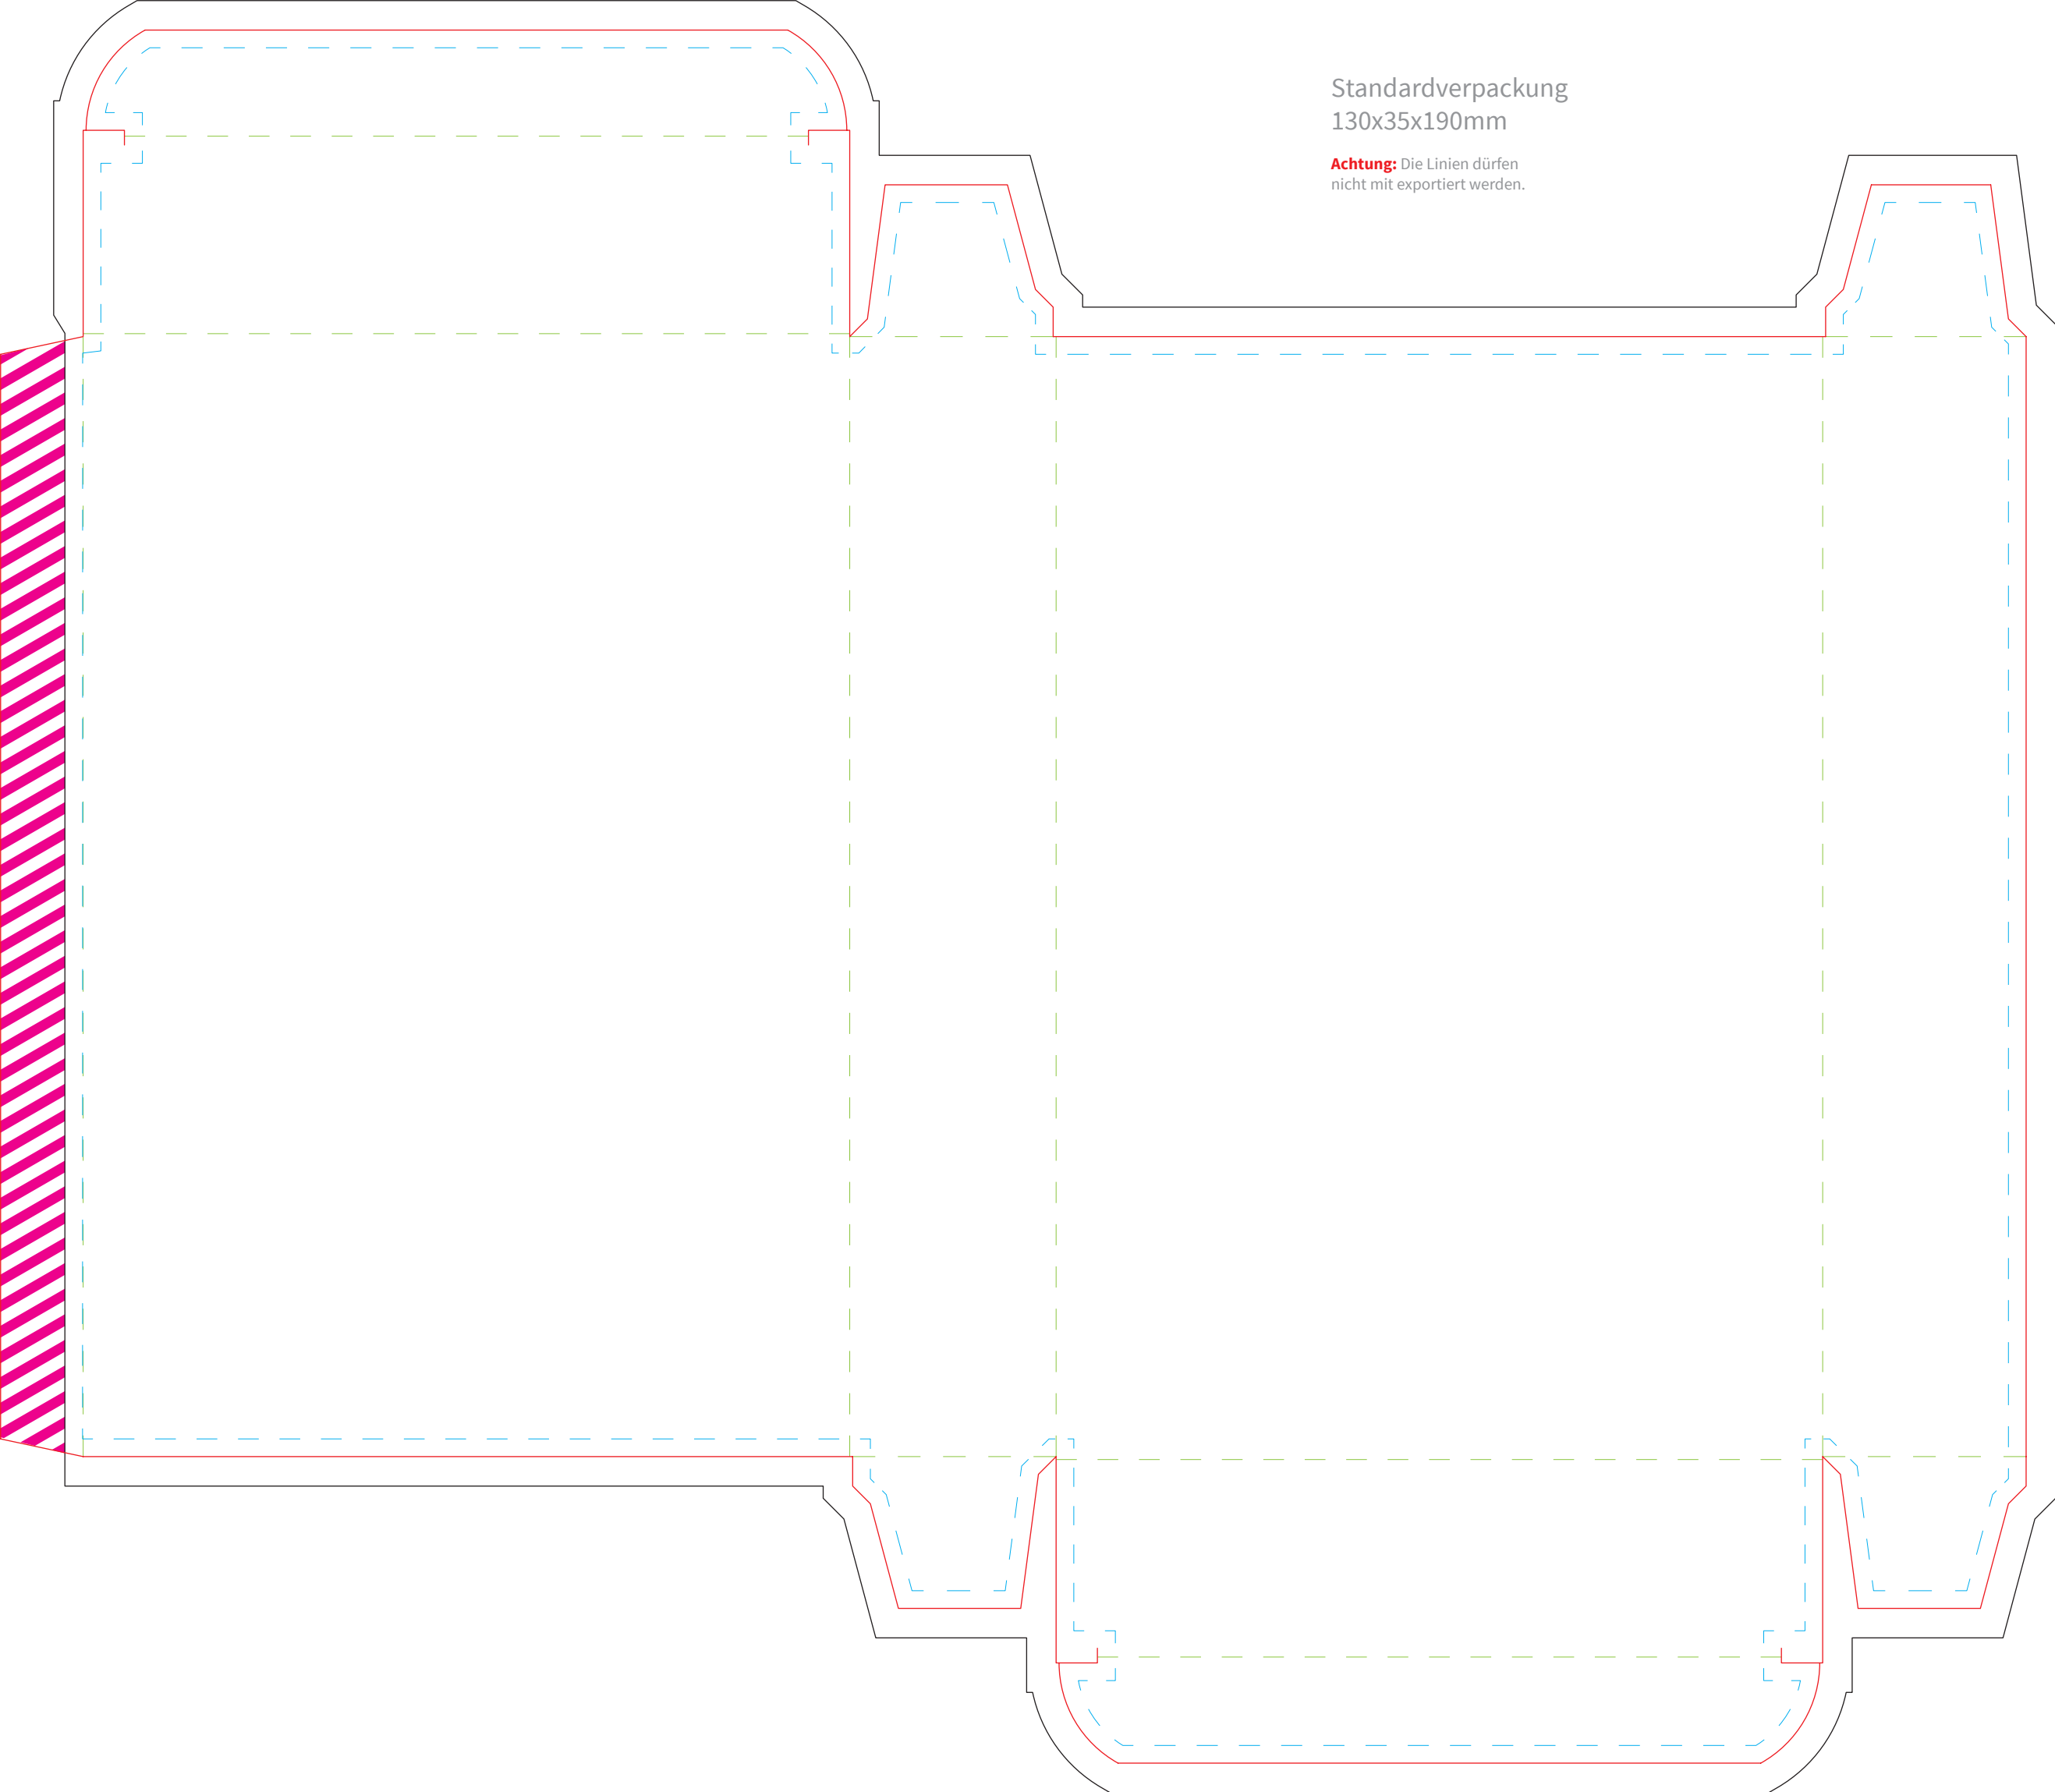 Standardverpackung
130x35x190mm
Achtung: Die Linien dürfen
nicht mit exportiert werden.